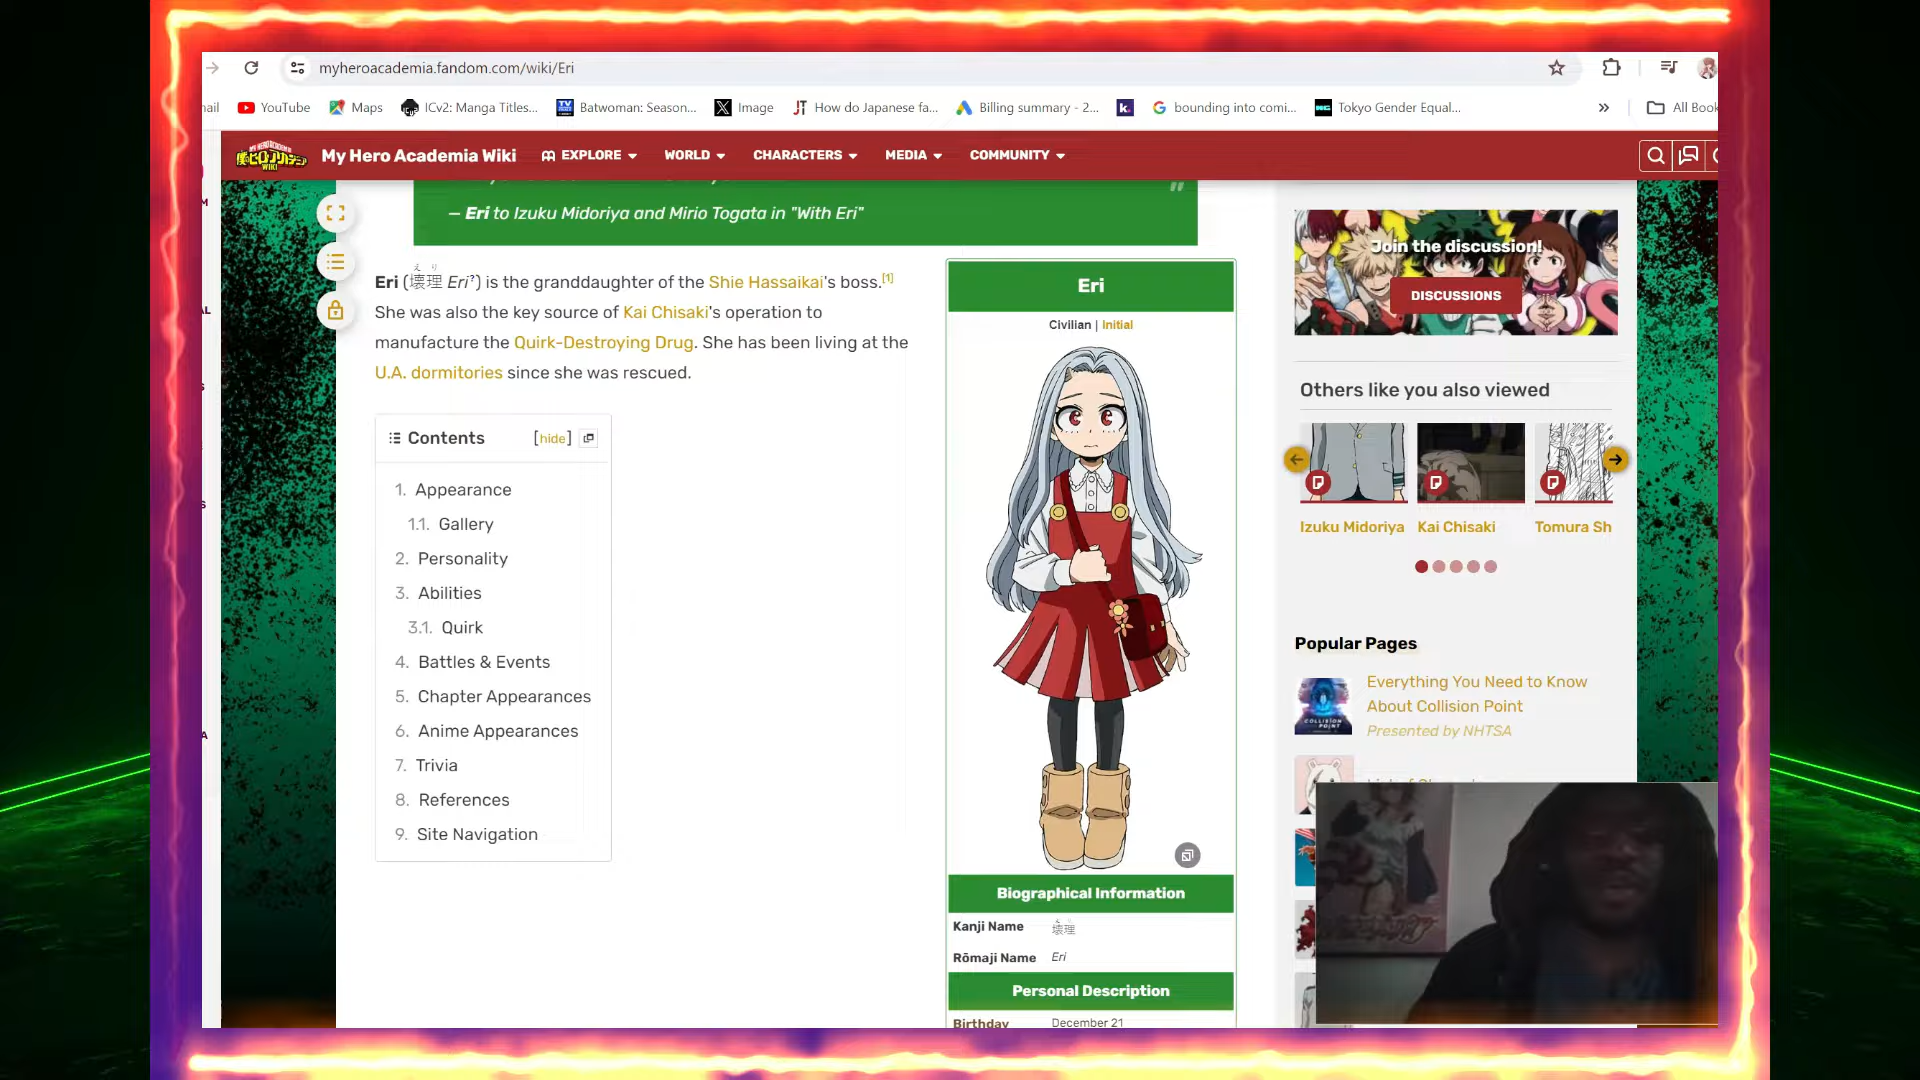 myheroacademia.fandom.com/wiki/Eri
nail
YouTube
Maps
ICv2: Manga Titles...
Batwoman: Season...
Image
How do Japanese fa...
Billing summary - 2...
k.
bounding into comi...
Tokyo Gender Equal...
»
All Book
My Hero Academia Wiki
EXPLORE
WORLD
CHARACTERS
MEDIA
COMMUNITY
— Eri to Izuku Midoriya and Mirio Togata in "With Eri"
Eri (壊理 Eri?) is the granddaughter of the Shie Hassaikai's boss.[1]
She was also the key source of Kai Chisaki's operation to
manufacture the Quirk-Destroying Drug. She has been living at the
U.A. dormitories since she was rescued.
Contents [hide]
1. Appearance
1.1. Gallery
2. Personality
3. Abilities
3.1. Quirk
4. Battles & Events
5. Chapter Appearances
6. Anime Appearances
7. Trivia
8. References
9. Site Navigation
Eri
Civilian | Initial
Biographical Information
Kanji Name 壊理
Rōmaji Name Eri
Personal Description
Birthday December 21
Join the discussion!
DISCUSSIONS
Others like you also viewed
Izuku Midoriya
Kai Chisaki
Tomura Sh
Popular Pages
Everything You Need to Know
About Collision Point
Presented by NHTSA